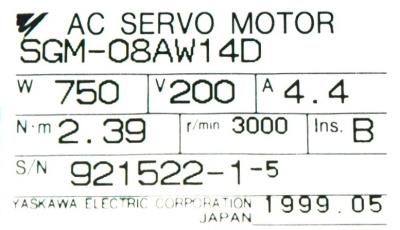 AC SERVO MOTOR
SGM-08AW14D
W 750 V 200 A 4.4
N·m 2.39 r/min 3000 Ins. B
S/N 921522-1-5
YASKAWA ELECTRIC CORPORATION JAPAN 1999.05